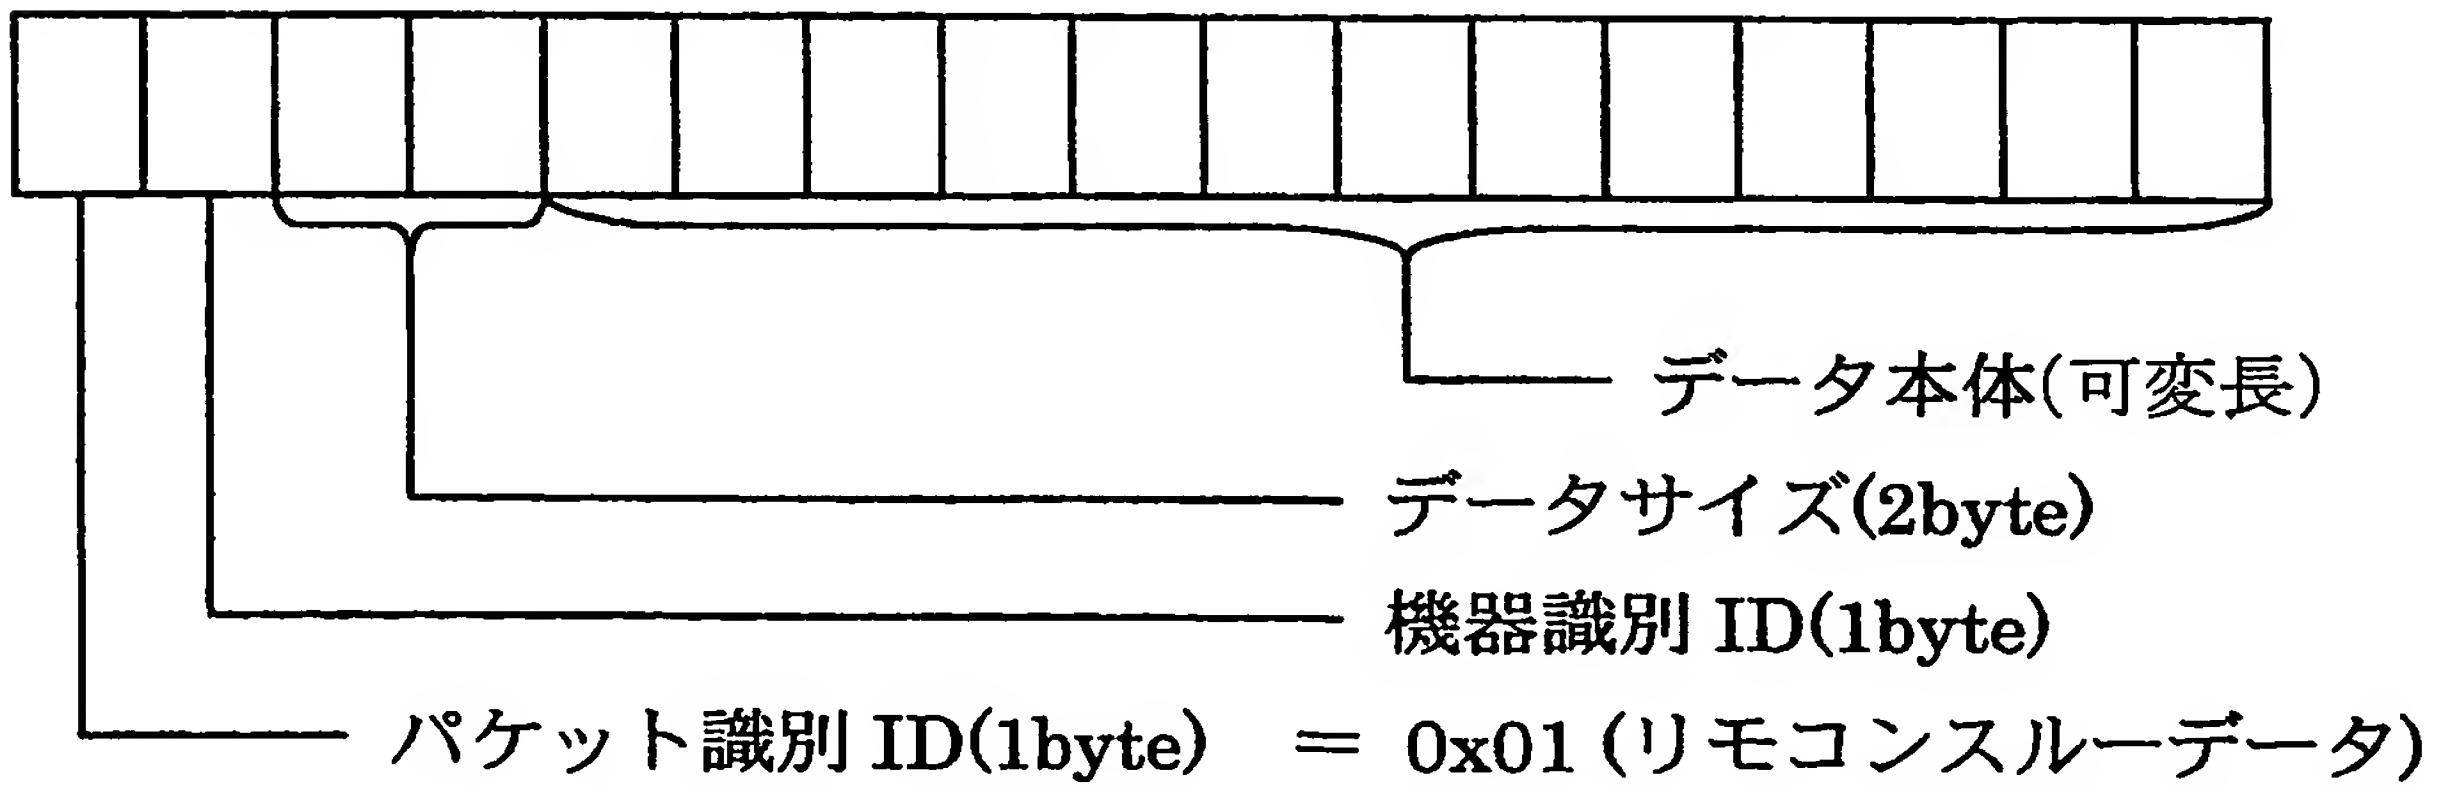 データ本体(可変長)
データサイズ(2byte)
機器識別 ID(1byte)
パケット識別 ID(1byte) = 0x01 (リモコンスルーデータ)